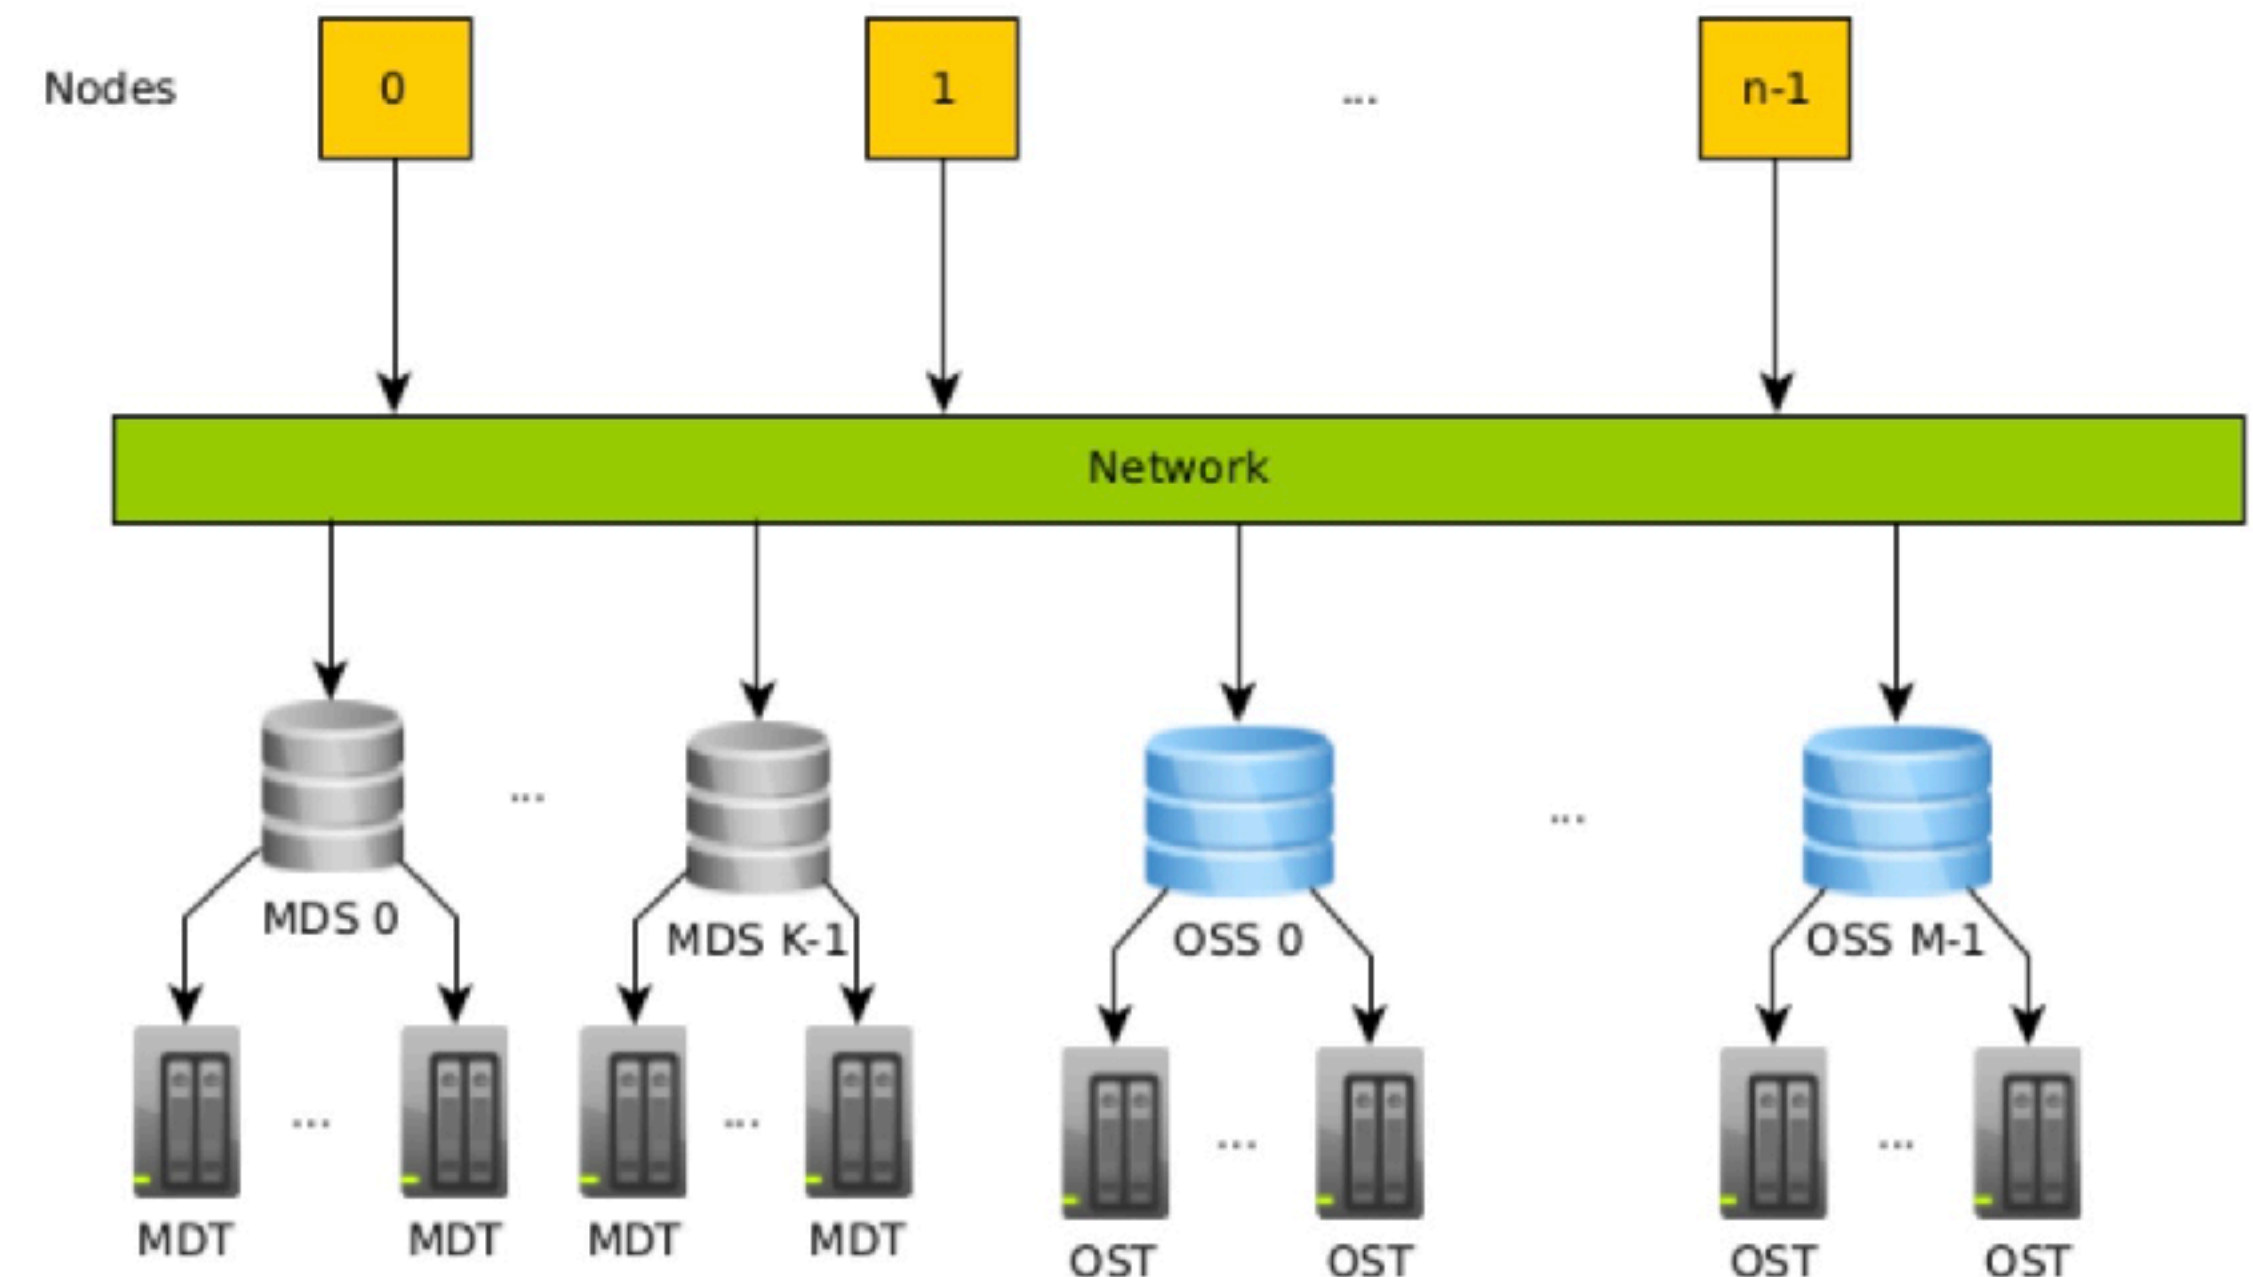 Nodes 0 1 ... n-1
Network
... ...
MDS 0 MDS K-1 OSS 0 OSS M-1
... ... ... ...
MDT MDT MDT MDT OST OST OST OST